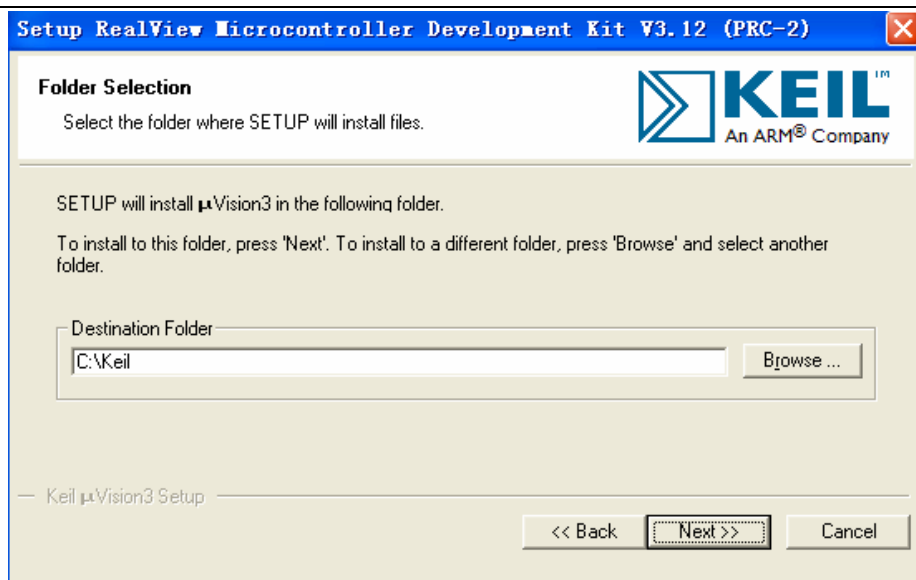 Setup RealView Microcontroller Development Kit V3.12 (PRC-2)
Folder Selection
Select the folder where SETUP will install files.
KEIL™
An ARM® Company
SETUP will install µVision3 in the following folder.
To install to this folder, press 'Next'. To install to a different folder, press 'Browse' and select another
folder.
Destination Folder
C:\Keil
Browse ...
Keil µVision3 Setup
<< Back
Next >>
Cancel